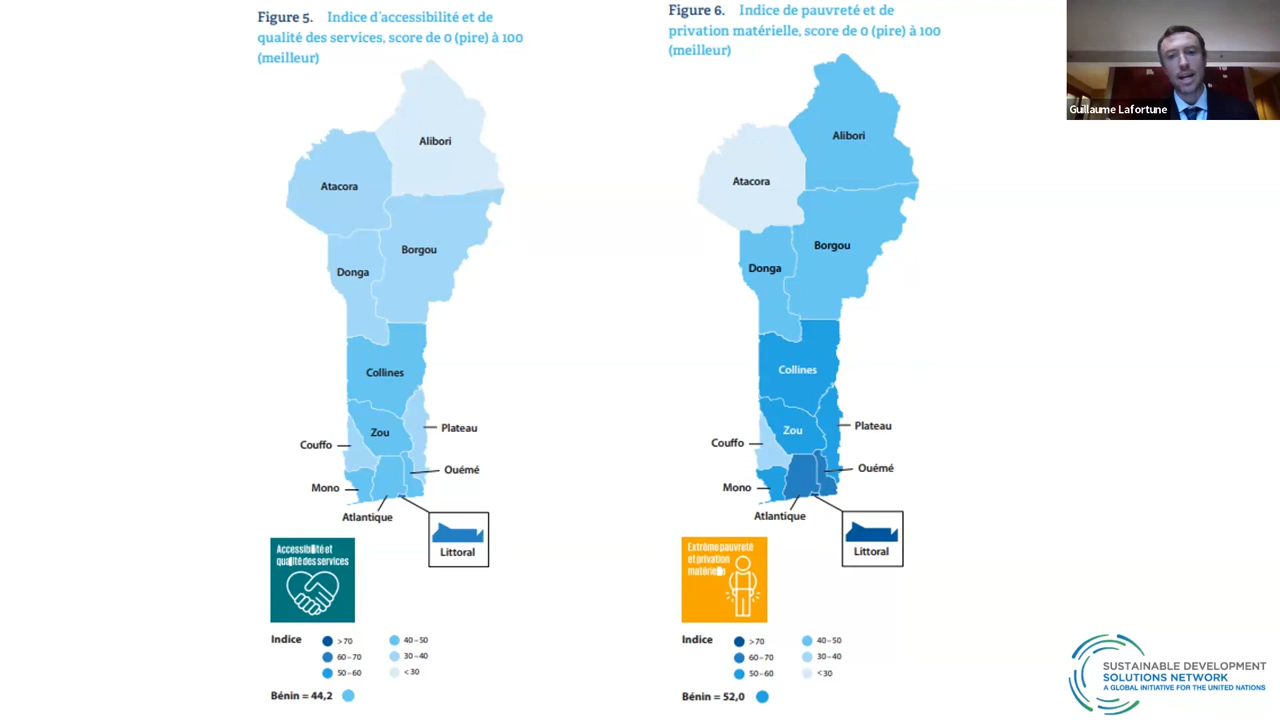 Figure 5. Indice d'accessibilité et de
qualité des services, score de 0 (pire) à 100
(meilleur)
Alibori
Atacora
Borgou
Donga
Collines
Zou
Plateau
Couffo
Ouémé
Mono
Atlantique
Littoral
Accessibilité et
qualité des services
Indice
>70
60–70
50–60
40–50
30–40
<30
Bénin = 44,2
Figure 6. Indice de pauvreté et de
privation matérielle, score de 0 (pire) à 100
(meilleur)
Alibori
Atacora
Borgou
Donga
Collines
Zou
Plateau
Couffo
Ouémé
Mono
Atlantique
Littoral
Extrême pauvreté
et privation
matérielle
Indice
>70
60–70
50–60
40–50
30–40
<30
Bénin = 52,0
Guillaume Lafortune
SUSTAINABLE DEVELOPMENT
SOLUTIONS NETWORK
A GLOBAL INITIATIVE FOR THE UNITED NATIONS